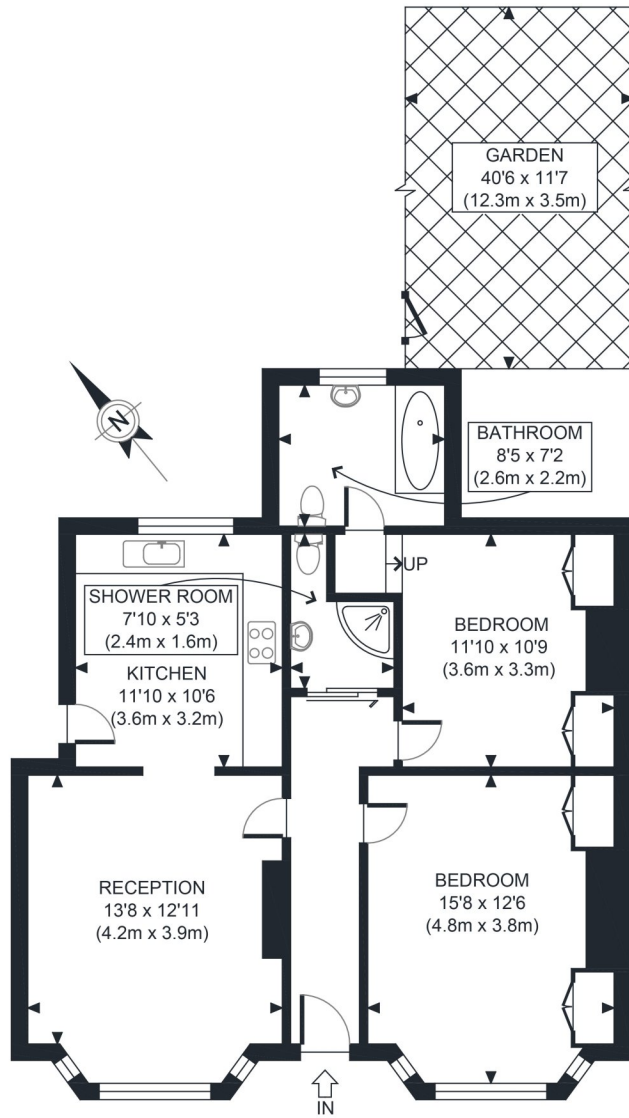 GARDEN
40'6 x 11'7
(12.3m x 3.5m)
N
BATHROOM
8'5 x 7'2
(2.6m x 2.2m)
UP
SHOWER ROOM
7'10 x 5'3
(2.4m x 1.6m)
KITCHEN
11'10 x 10'6
(3.6m x 3.2m)
BEDROOM
11'10 x 10'9
(3.6m x 3.3m)
RECEPTION
13'8 x 12'11
(4.2m x 3.9m)
BEDROOM
15'8 x 12'6
(4.8m x 3.8m)
IN